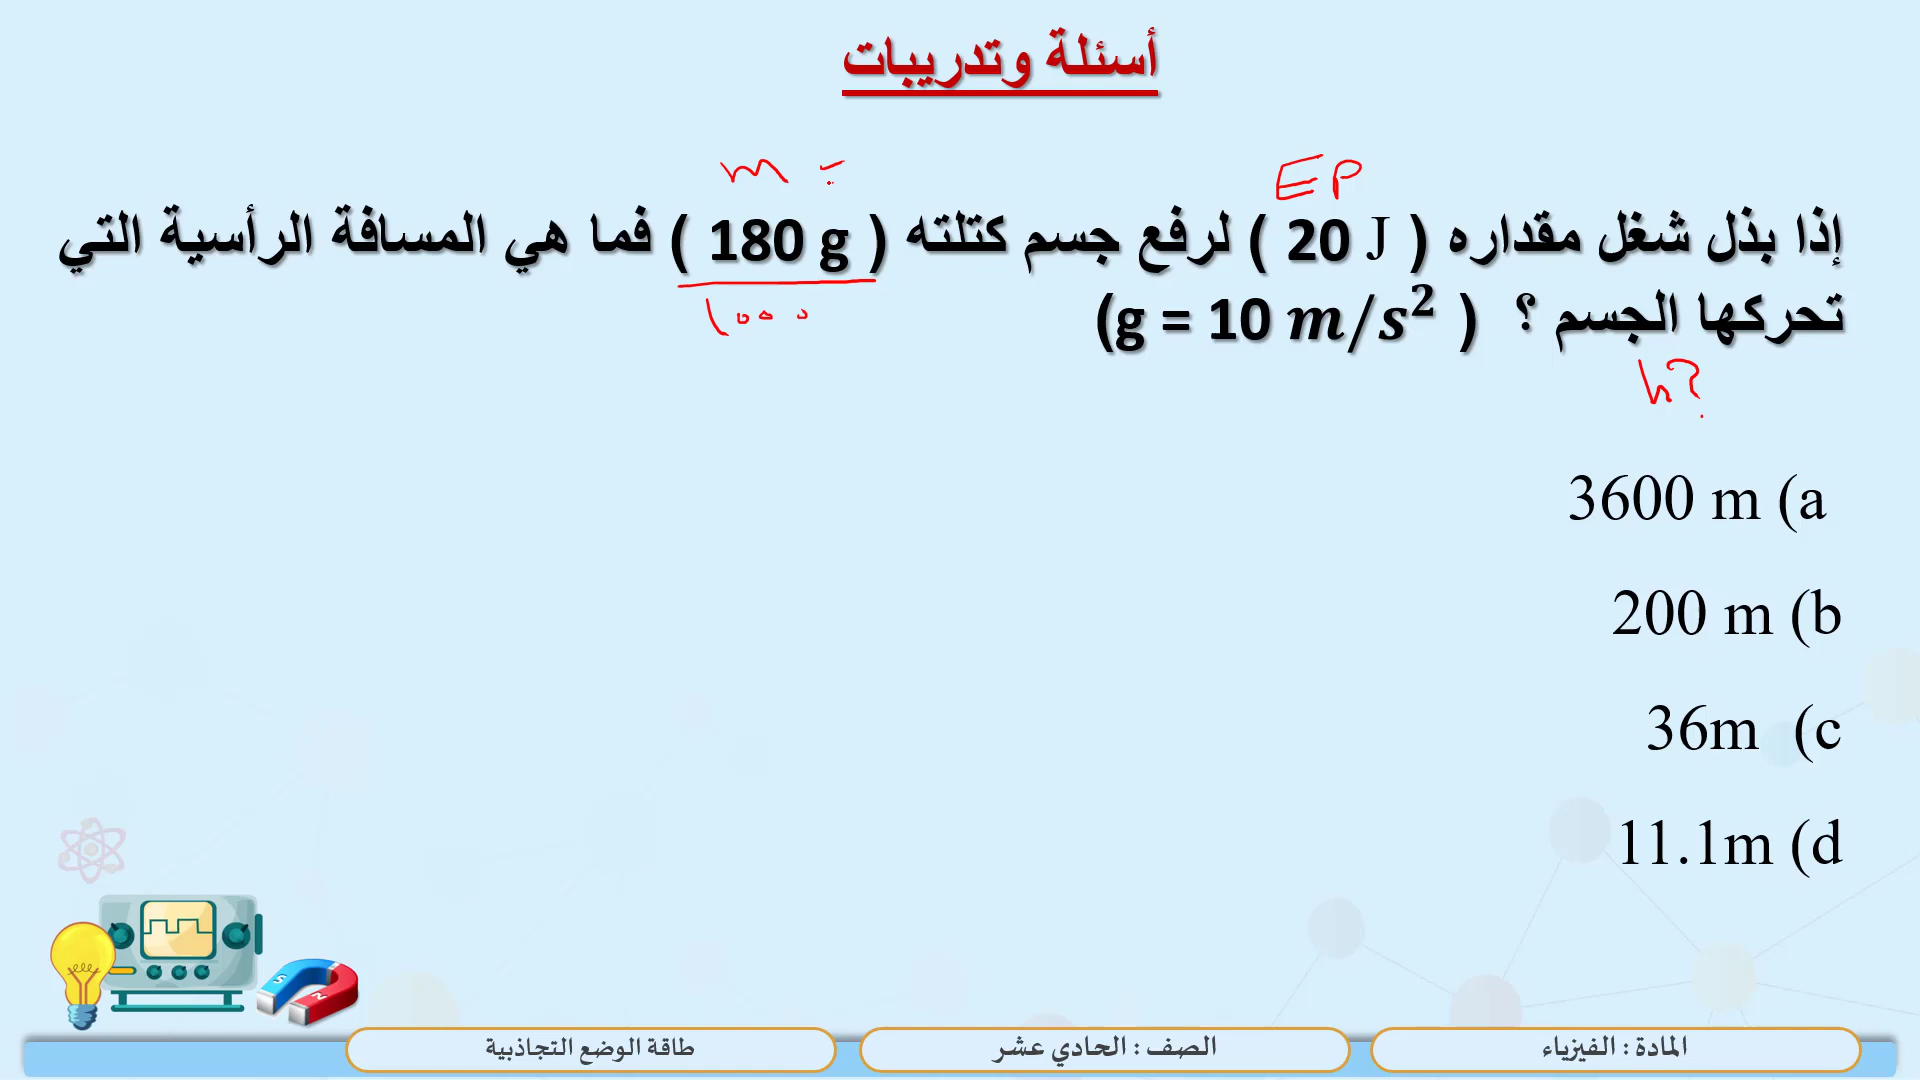 أسئلة وتدريبات
m =
EP
إذا بذل شغل مقداره ( 20 J ) لرفع جسم كتلته ( 180 g ) فما هي المسافة الرأسية التي
1000
تحركها الجسم ؟ ( g = 10 m/s²)
h?
3600 m (a
200 m (b
36m (c
11.1m (d
S
N
المادة : الفيزياء
الصف : الحادي عشر
طاقة الوضع التجاذبية